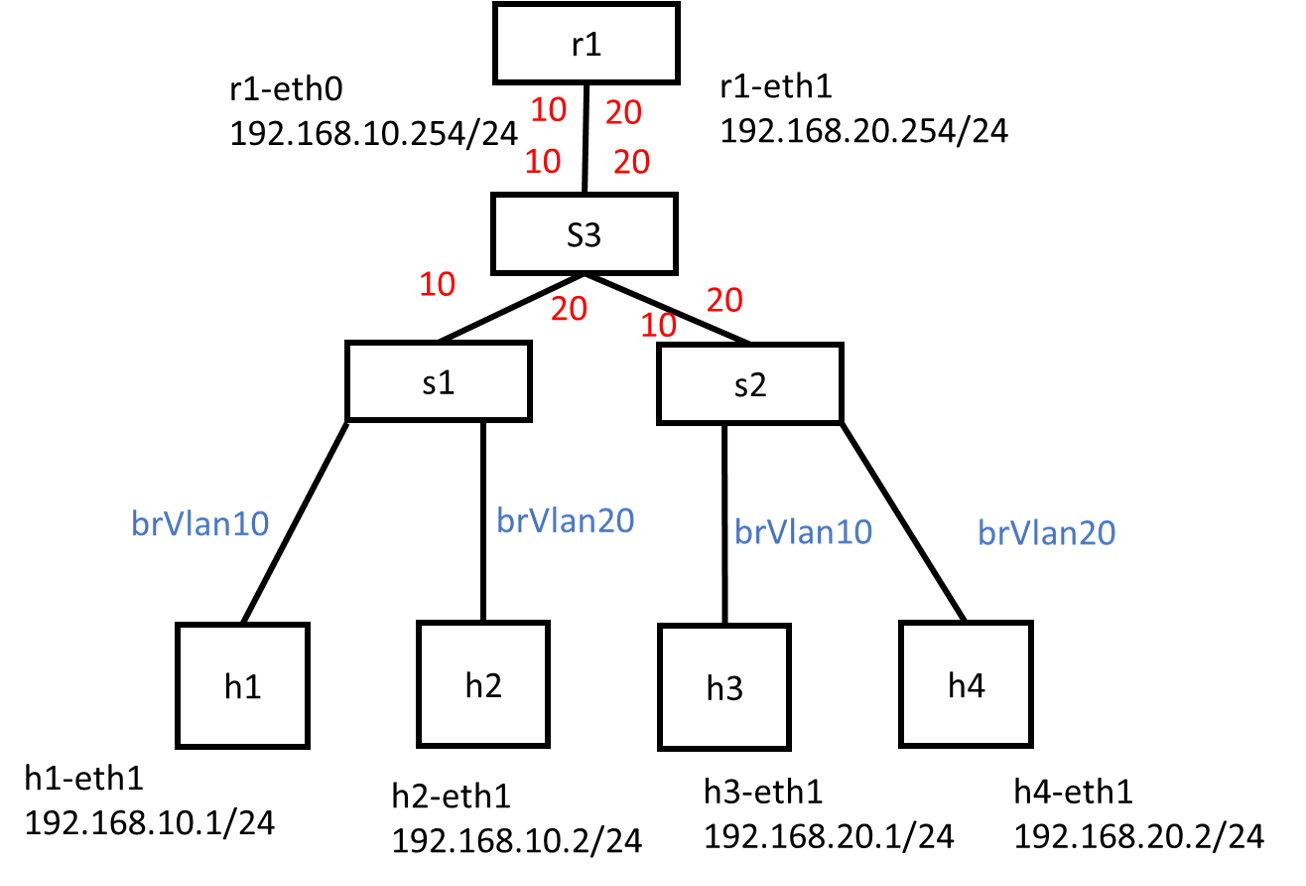 r1
r1-eth0
192.168.10.254/24
r1-eth1
192.168.20.254/24
10
20
10
20
S3
10
20
10
20
s1
s2
brVlan10
brVlan20
brVlan10
brVlan20
h1
h2
h3
h4
h1-eth1
192.168.10.1/24
h2-eth1
192.168.10.2/24
h3-eth1
192.168.20.1/24
h4-eth1
192.168.20.2/24